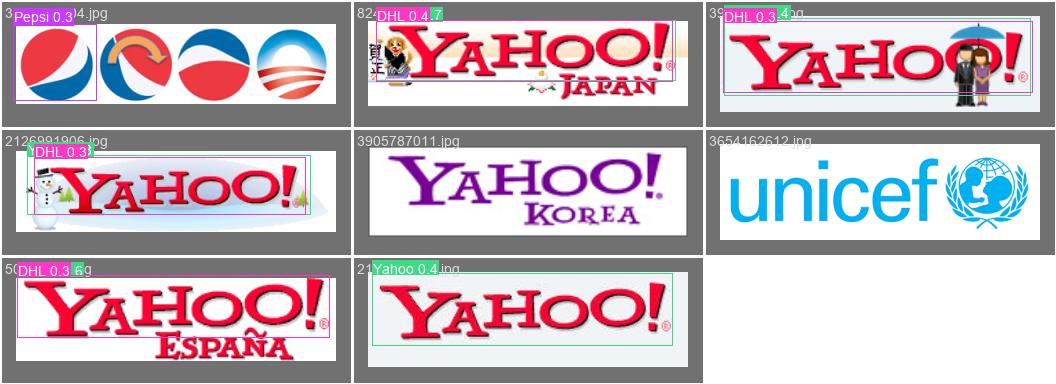 Pepsi 0.3
DHL 0.4
YAHOO!
JAPAN
DHL 0.3
YAHOO!
2126991906.jpg
DHL 0.3
YAHOO!
3905787011.jpg
YAHOO!
KOREA
3654162612.jpg
unicef
DHL 0.3
YAHOO!
ESPAÑA
Yahoo 0.4
YAHOO!